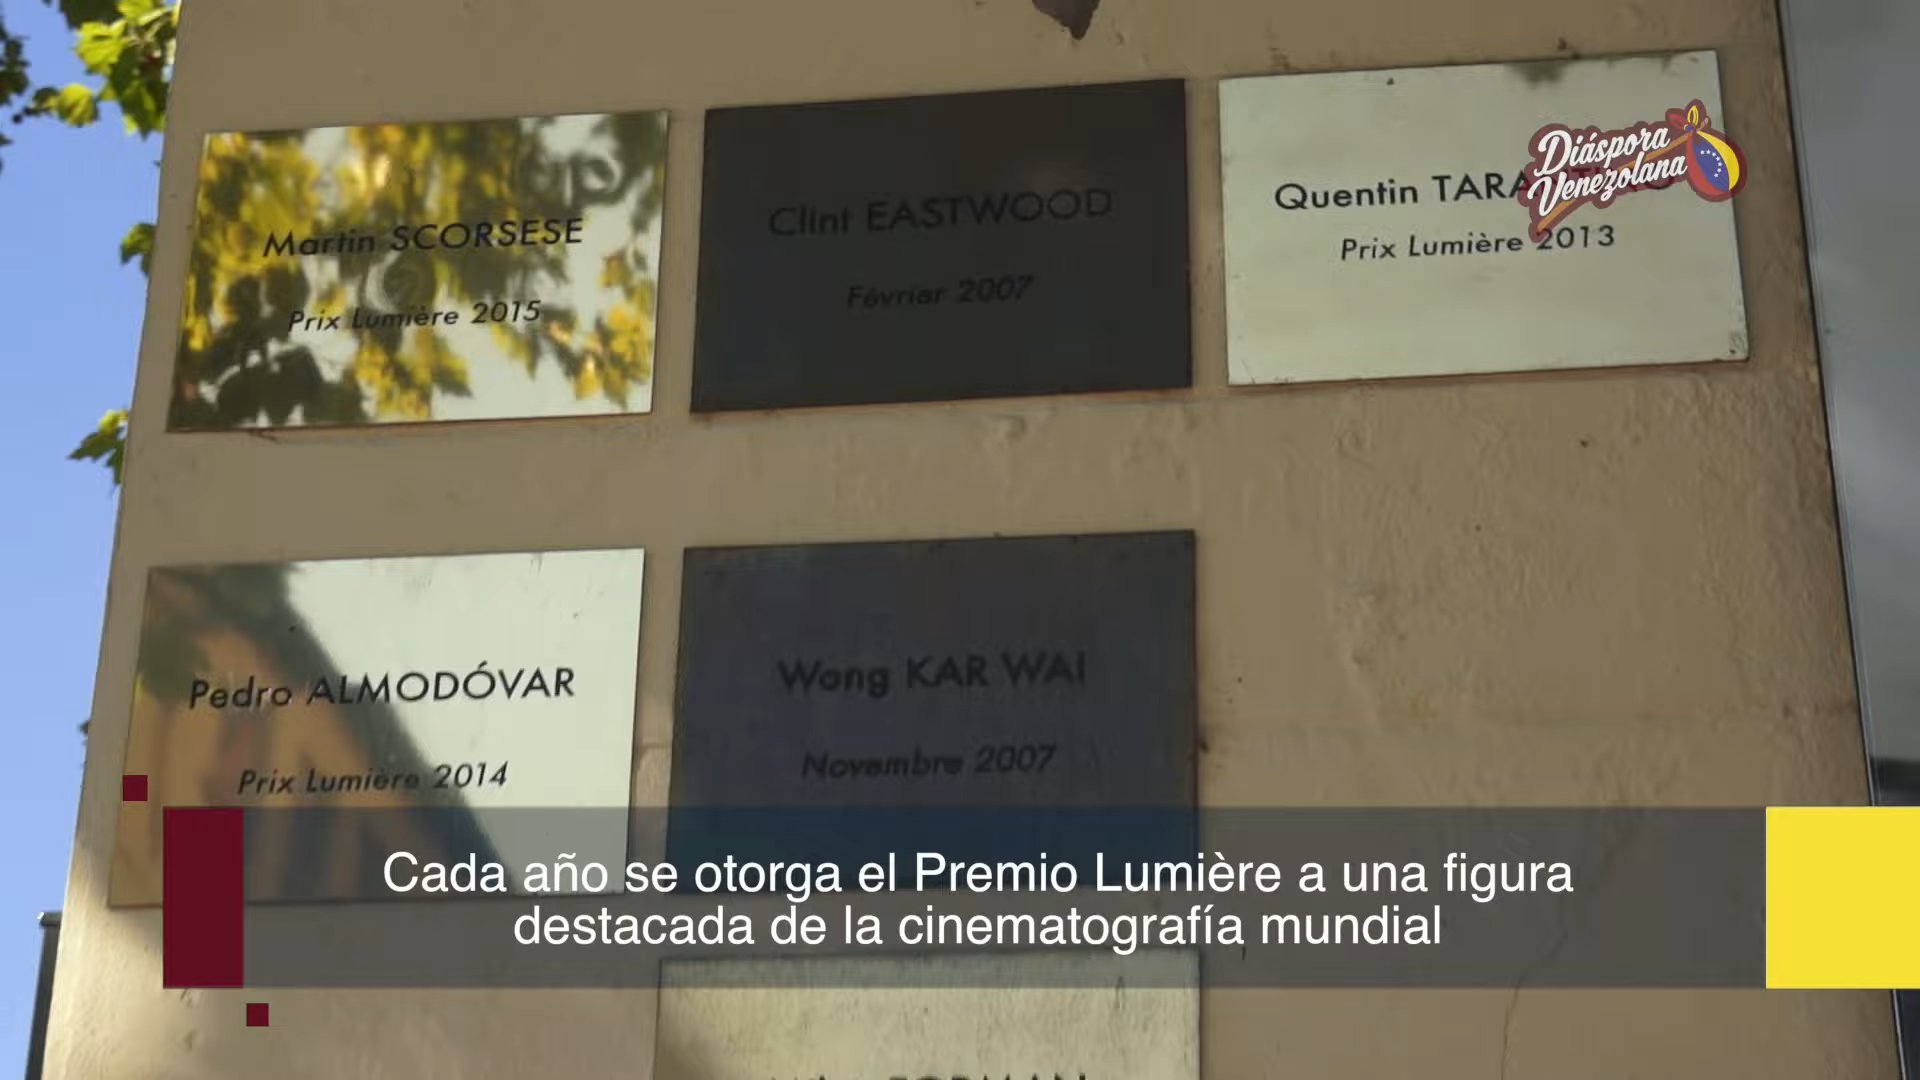 Martin SCORSESE
Prix Lumière 2015
Clint EASTWOOD
Février 2007
Quentin
Prix Lumière 2013
Diáspora
Venezolana
Pedro ALMODÓVAR
Prix Lumière 2014
Wong KAR WAI
Novembre 2007
Cada año se otorga el Premio Lumière a una figura
destacada de la cinematografía mundial